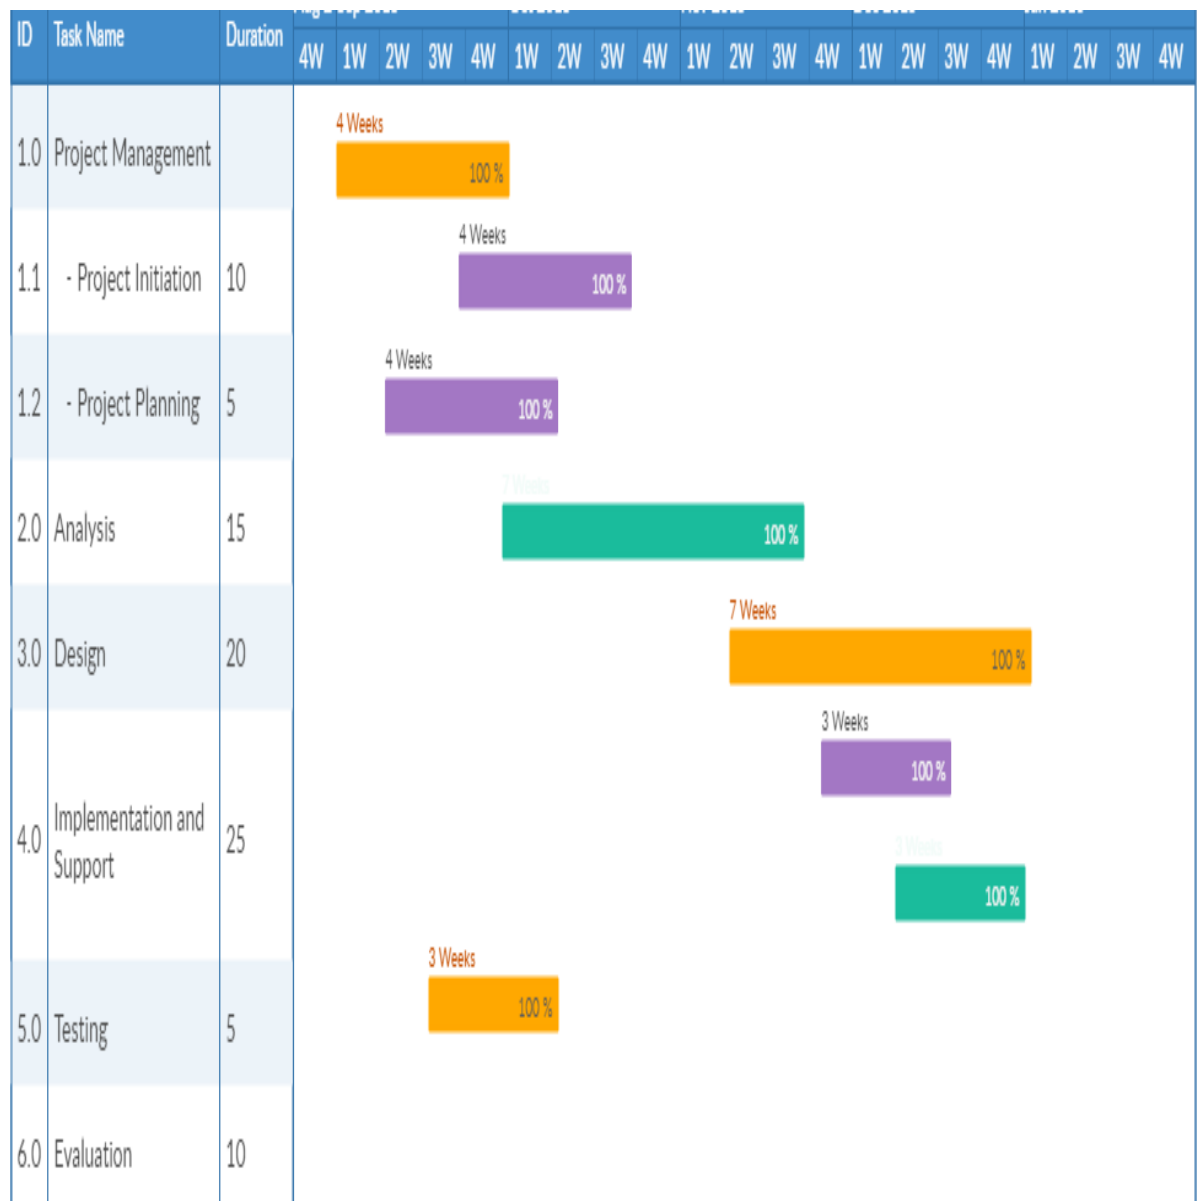 ID Task Name Duration
4W 1W 2W 3W 4W 1W 2W 3W 4W 1W 2W 3W 4W 1W 2W 3W 4W 1W 2W 3W 4W
4 Weeks
1.0 Project Management 100 %
4 Weeks
1.1 - Project Initiation 10 100 %
4 Weeks
1.2 - Project Planning 5 100 %
7 Weeks
2.0 Analysis 15 100 %
7 Weeks
3.0 Design 20 100 %
3 Weeks
100 %
4.0 Implementation and 25
Support
3 Weeks
100 %
3 Weeks
100 %
5.0 Testing 5
6.0 Evaluation 10